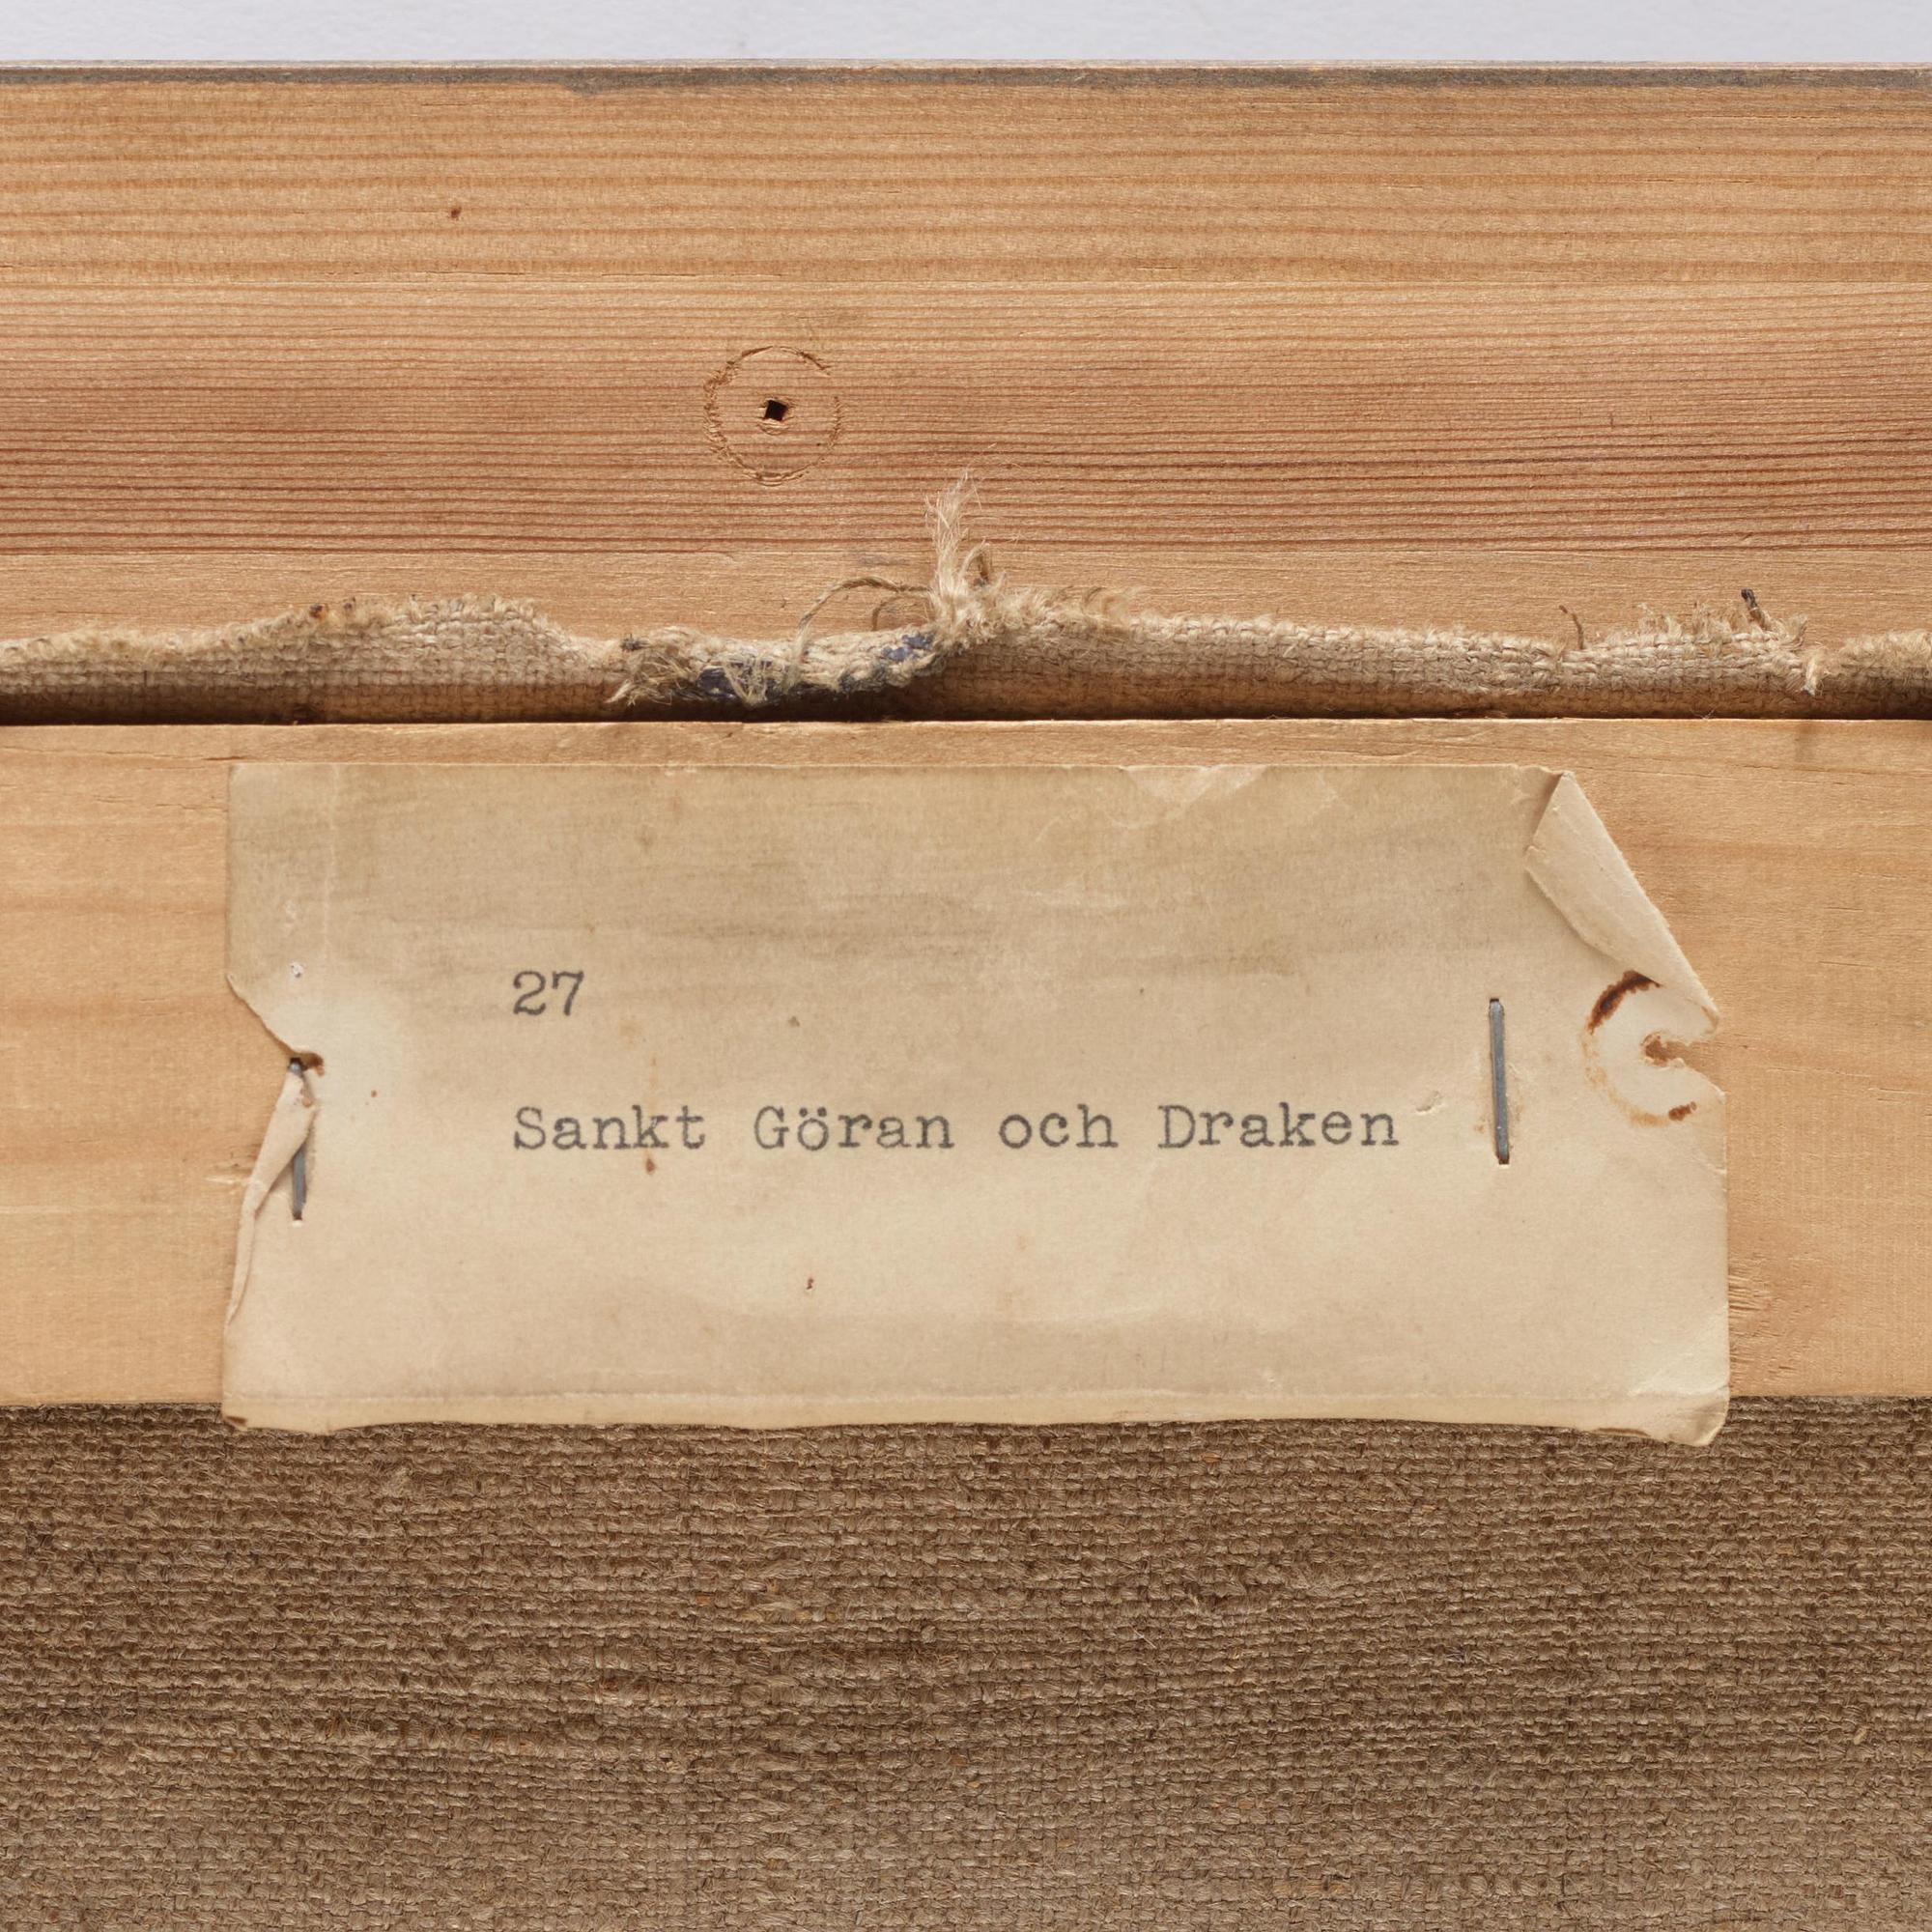 27
Sankt Göran och Draken